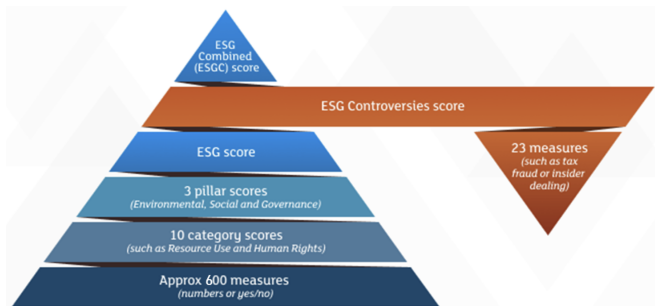 ESG
Combined
(ESGC) score
ESG Controversies score
ESG score
23 measures
(such as tax
fraud or insider
dealing)
3 pillar scores
(Environmental, Social and Governance)
10 category scores
(such as Resource Use and Human Rights)
Approx 600 measures
(numbers or yes/no)